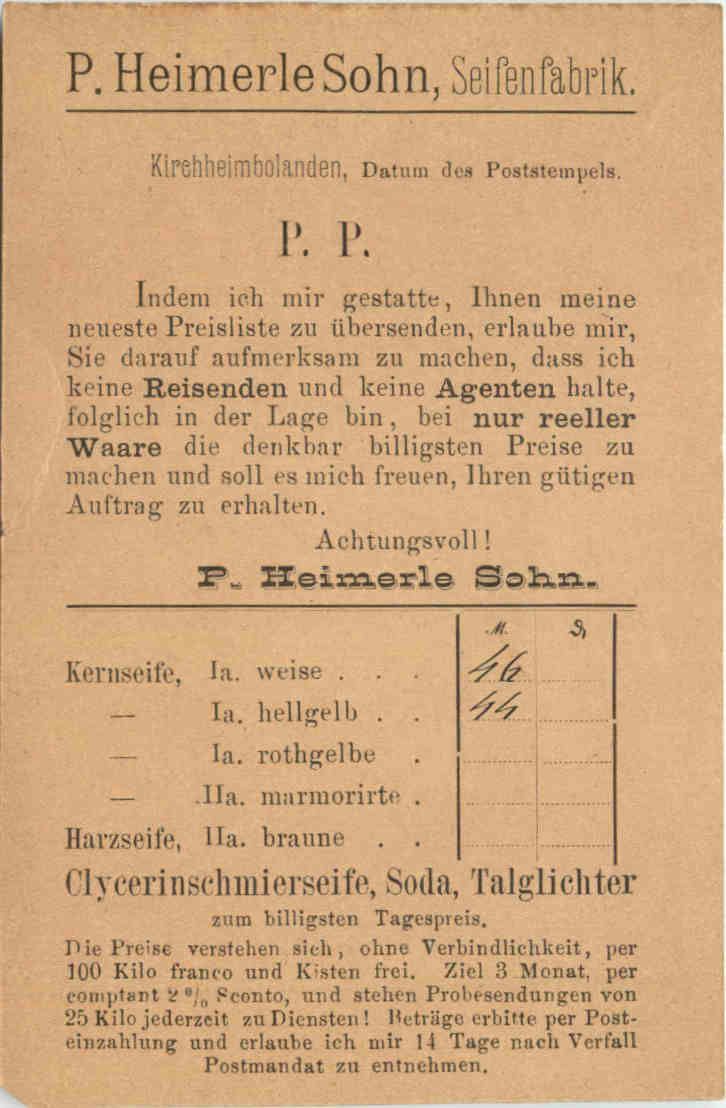 P. Heimerle Sohn, Seifenfabrik.
Kirchheimbolanden, Datum des Poststempels.
P. P.
Indem ich mir gestatte, Ihnen meine
neueste Preisliste zu übersenden, erlaube mir,
Sie darauf aufmerksam zu machen, dass ich
keine Reisenden und keine Agenten halte,
folglich in der Lage bin, bei nur reeller
Waare die denkbar billigsten Preise zu
machen und soll es mich freuen, Ihren gütigen
Auftrag zu erhalten.
Achtungsvoll!
P. Heimerle Sohn.
M. ₰
Kernseife, Ia. weise . . . 46
— Ia. hellgelb . . 44
— Ia. rothgelbe .
— IIa. marmorirte .
Harzseife, IIa. braune . .
Glycerinschmierseife, Soda, Talglichter
zum billigsten Tagespreis.
Die Preise verstehen sich, ohne Verbindlichkeit, per
100 Kilo franco und Kisten frei. Ziel 3 Monat, per
comptant 2 % Sconto, und stehen Probesendungen von
25 Kilo jederzeit zu Diensten! Beträge erbitte per Post-
einzahlung und erlaube ich mir 14 Tage nach Verfall
Postmandat zu entnehmen.